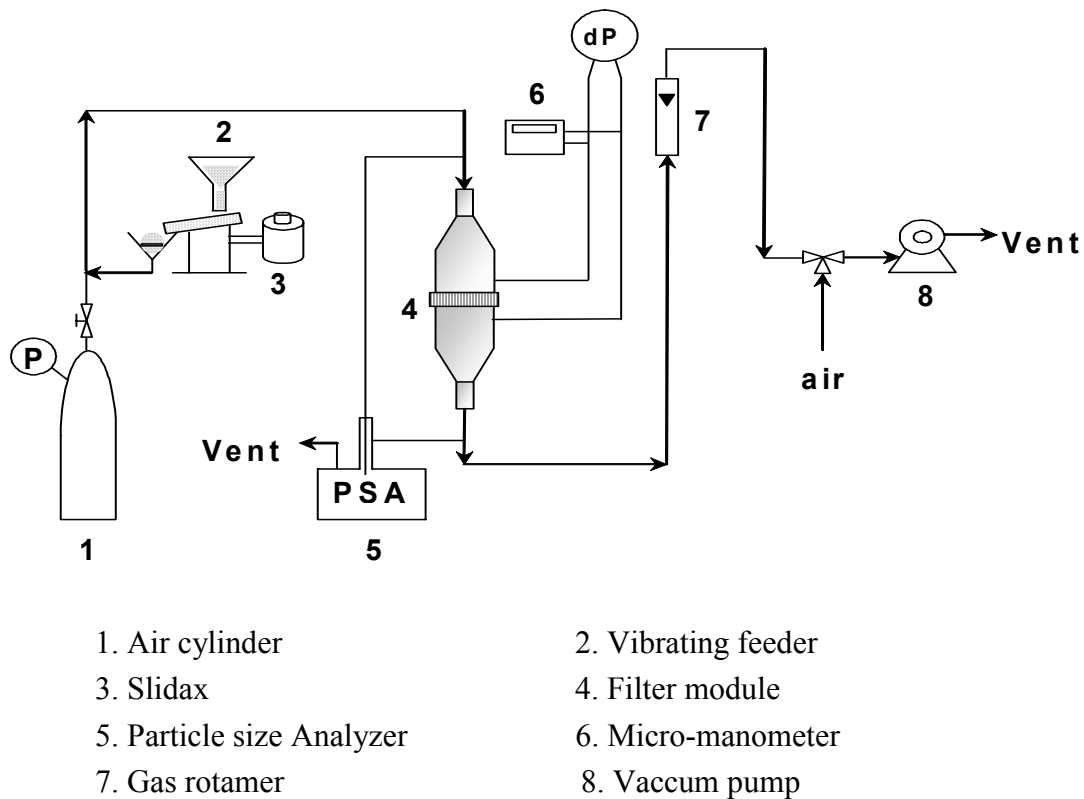 dP
6
2
7
Vent
3
4
8
P
air
Vent
PSA
1
5
1. Air cylinder
2. Vibrating feeder
3. Slidax
4. Filter module
5. Particle size Analyzer
6. Micro-manometer
7. Gas rotamer
8. Vaccum pump